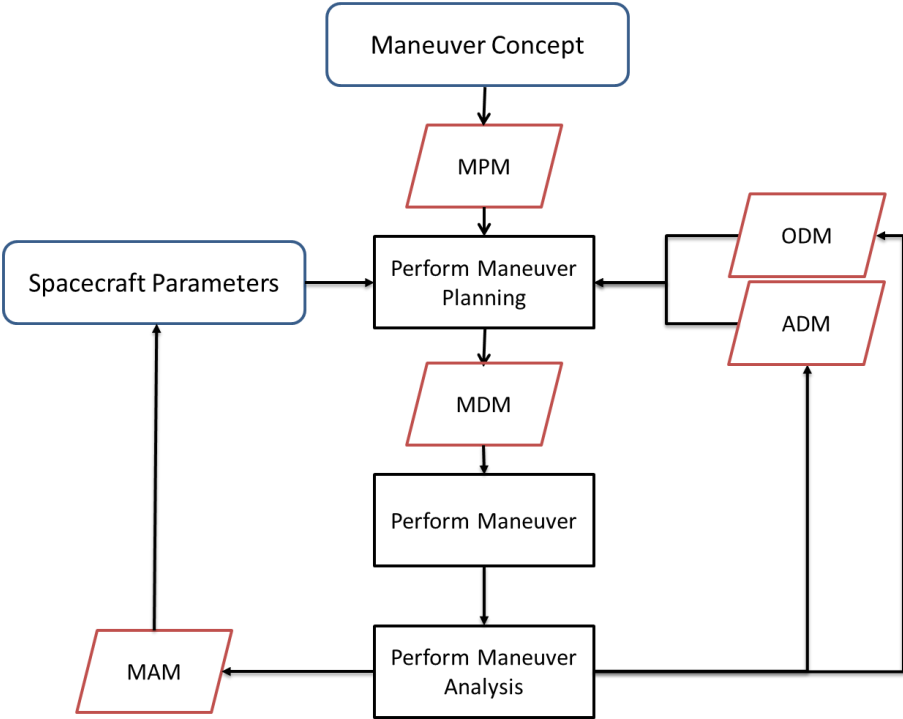 Maneuver Concept
MPM
ODM
Perform Maneuver
Planning
Spacecraft Parameters
ADM
MDM
Perform Maneuver
Perform Maneuver
Analysis
MAM